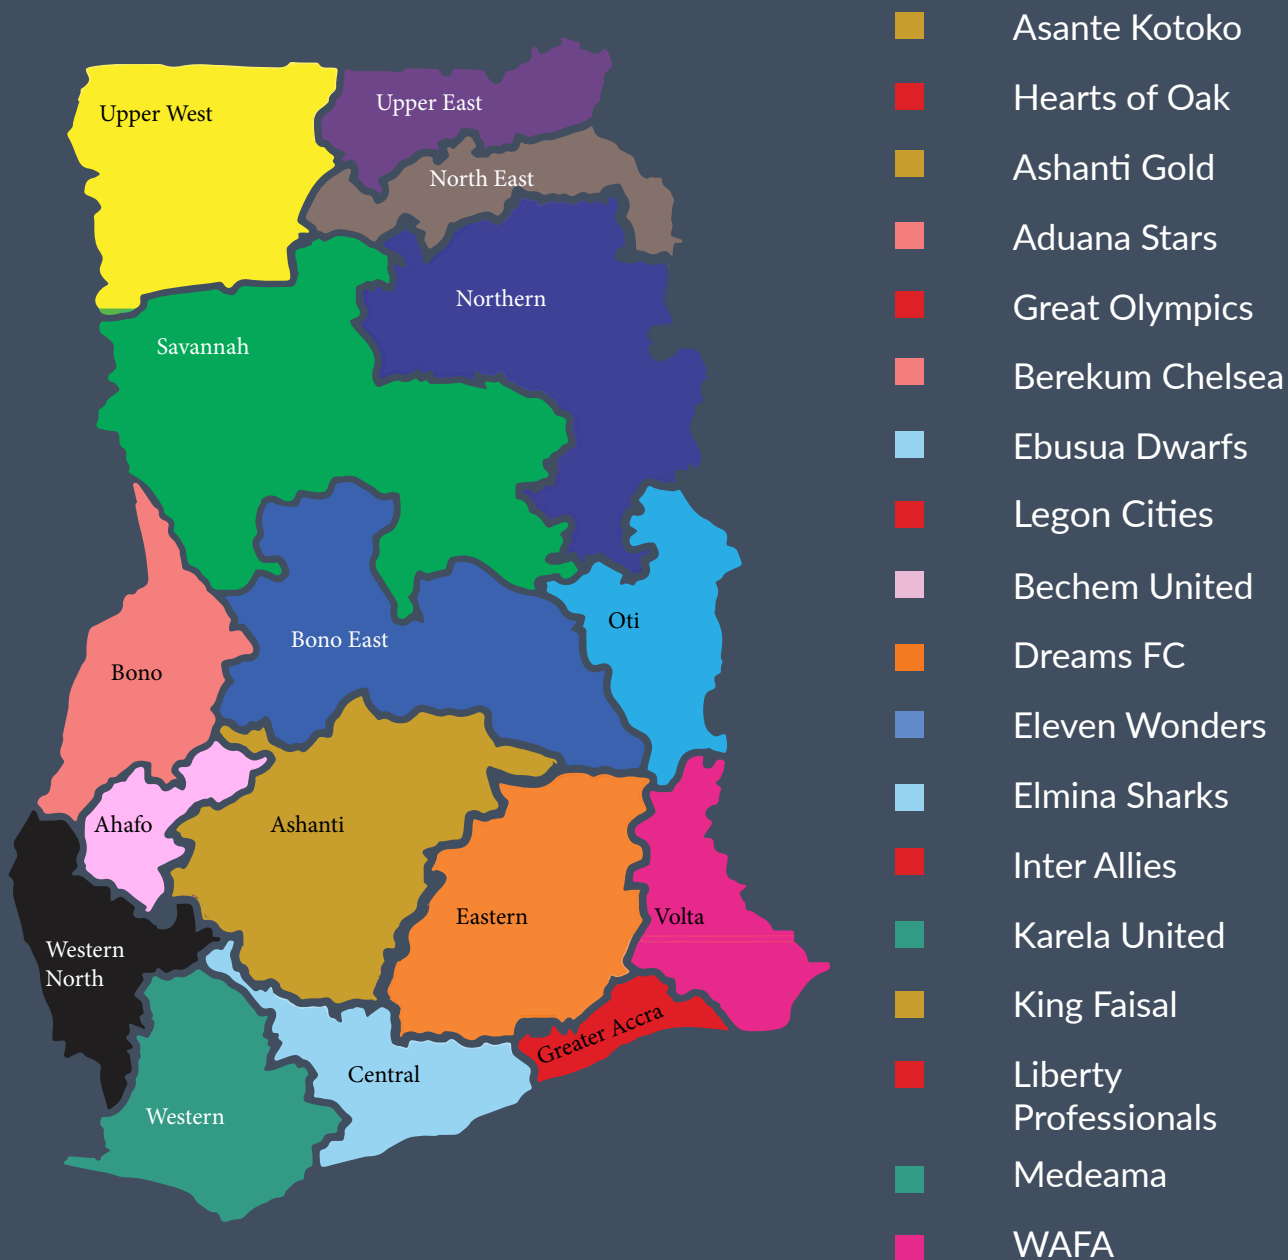 Upper West
Upper East
North East
Northern
Savannah
Oti
Bono East
Bono
Ahafo
Ashanti
Eastern
Volta
Western
North
Greater Accra
Central
Western
Asante Kotoko
Hearts of Oak
Ashanti Gold
Aduana Stars
Great Olympics
Berekum Chelsea
Ebusua Dwarfs
Legon Cities
Bechem United
Dreams FC
Eleven Wonders
Elmina Sharks
Inter Allies
Karela United
King Faisal
Liberty
Professionals
Medeama
WAFA